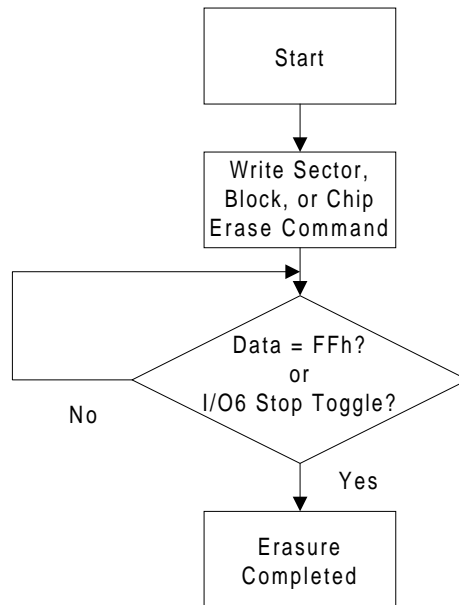 Start
Write Sector,
Block, or Chip
Erase Command
Data = FFh?
or
I/O6 Stop Toggle?
No
Yes
Erasure
Completed